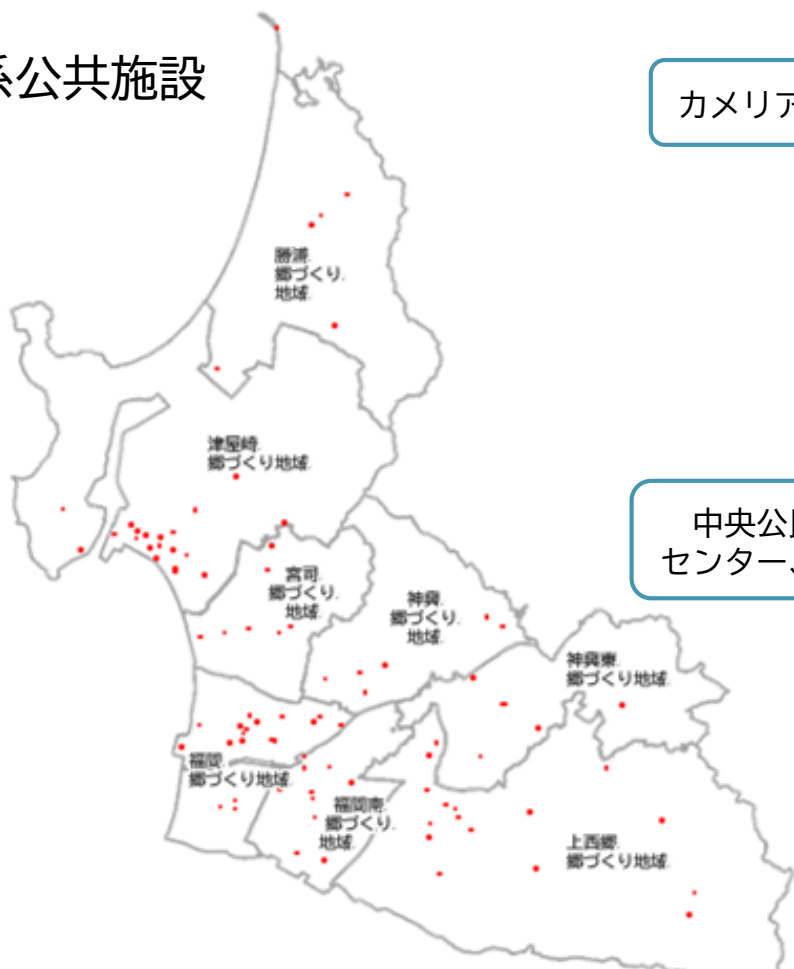 系公共施設
カメリア
勝浦.
郷づくり.
地域.
津屋崎.
郷づくり地域.
中央公民
センター、
宮司.
郷づくり.
地域.
神興.
郷づくり.
地域.
神興東.
郷づくり地域.
福間.
郷づくり地域.
福間南.
郷づくり.
地域.
上西郷.
郷づくり地域.